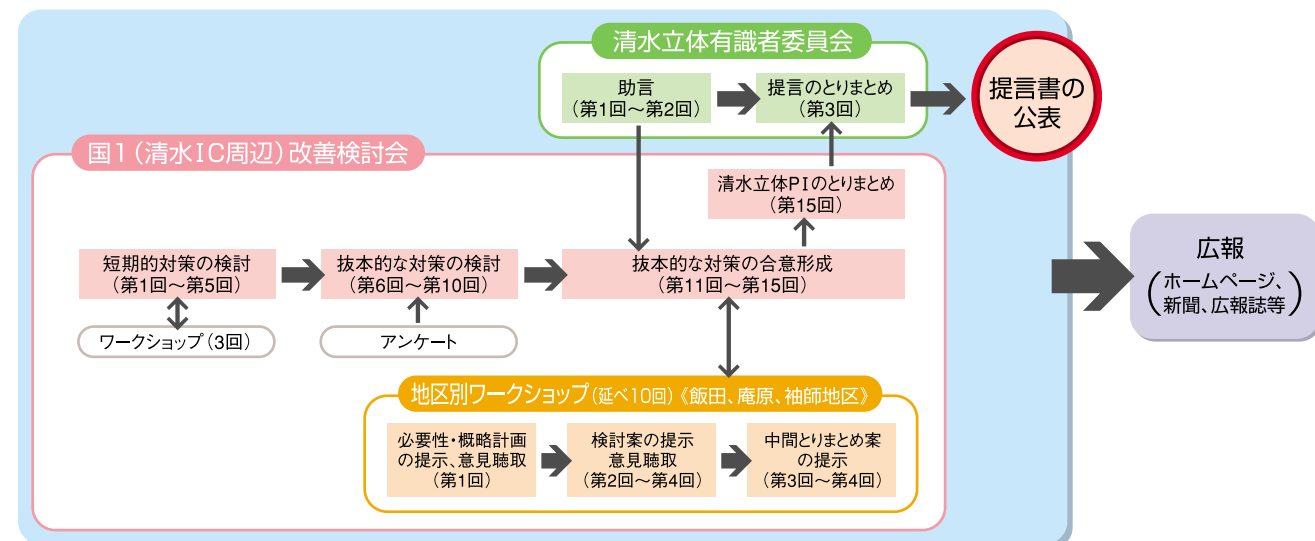 清水立体有識者委員会
助言
（第1回～第2回）
提言のとりまとめ
（第3回）
提言書の
公表
国1（清水IC周辺）改善検討会
清水立体PIのとりまとめ
（第15回）
短期的対策の検討
（第1回～第5回）
抜本的な対策の検討
（第6回～第10回）
抜本的な対策の合意形成
（第11回～第15回）
ワークショップ（3回）
アンケート
広報
（ホームページ、
新聞、広報誌等）
地区別ワークショップ（延べ10回）《飯田、庵原、袖師地区》
必要性・概略計画
の提示、意見聴取
（第1回）
検討案の提示
意見聴取
（第2回～第4回）
中間とりまとめ案
の提示
（第3回～第4回）